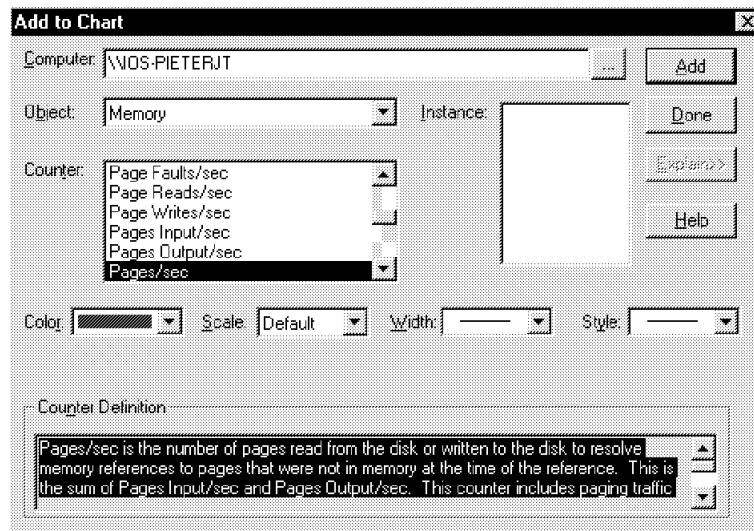 Add to Chart
Computer: \\IOS-PIETERJT ... Add
Object: Memory Instance: Done
Counter: Page Faults/sec Explain>>
Page Reads/sec
Page Writes/sec
Pages Input/sec Help
Pages Output/sec
Pages/sec
Color: Scale: Default Width: Style:
Counter Definition
Pages/sec is the number of pages read from the disk or written to the disk to resolve
memory references to pages that were not in memory at the time of the reference. This is
the sum of Pages Input/sec and Pages Output/sec. This counter includes paging traffic